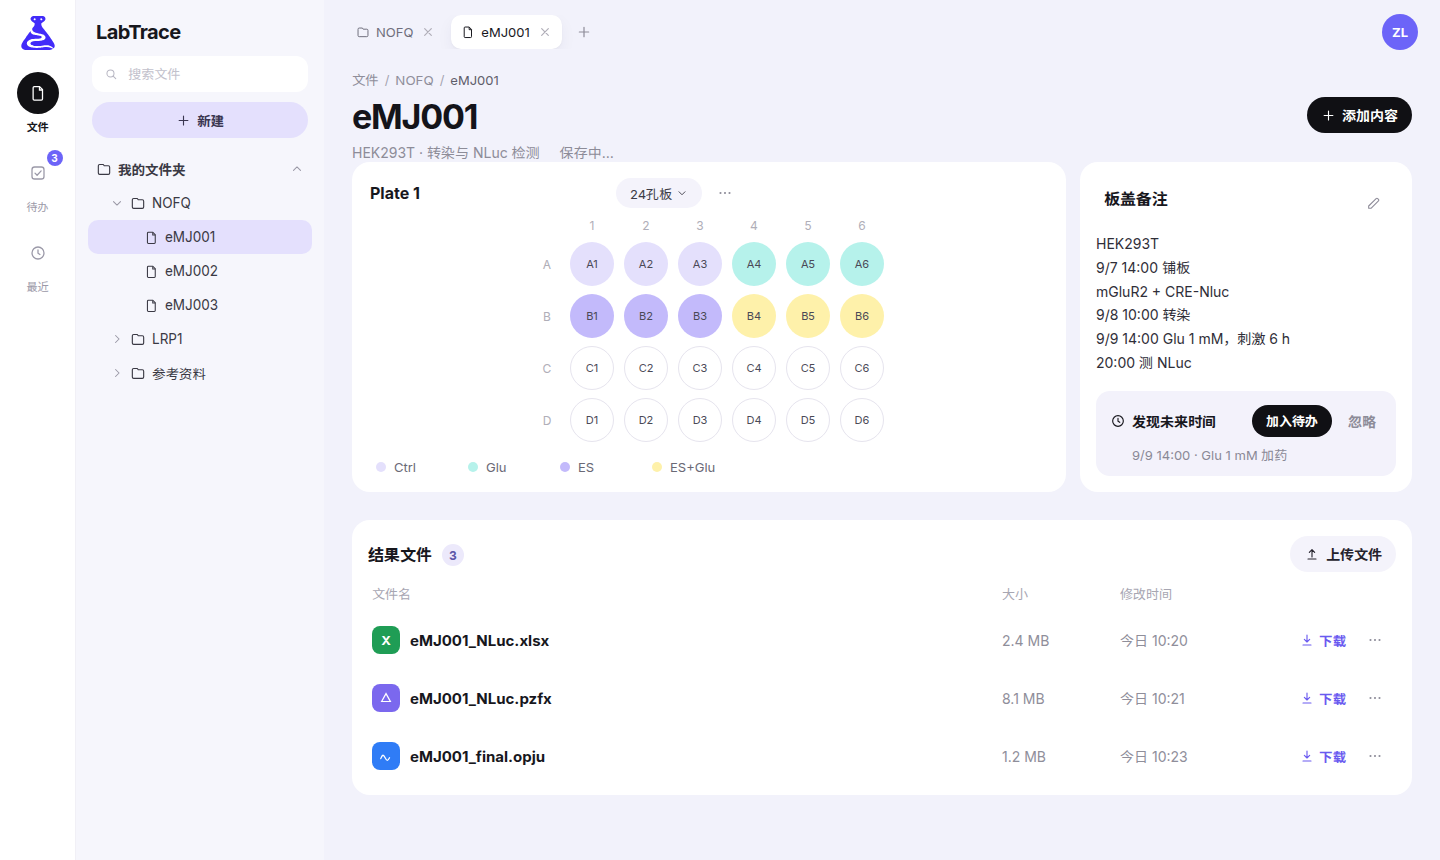 LabTrace
搜索文件
新建
文件
3
待办
最近
我的文件夹
NOFQ
eMJ001
eMJ002
eMJ003
LRP1
参考资料
NOFQ
eMJ001
ZL
文件 / NOFQ / eMJ001
eMJ001
添加内容
HEK293T · 转染与 NLuc 检测 保存中...
Plate 1
24孔板
1 2 3 4 5 6
A A1 A2 A3 A4 A5 A6
B B1 B2 B3 B4 B5 B6
C C1 C2 C3 C4 C5 C6
D D1 D2 D3 D4 D5 D6
Ctrl Glu ES ES+Glu
板盖备注
HEK293T
9/7 14:00 铺板
mGluR2 + CRE-Nluc
9/8 10:00 转染
9/9 14:00 Glu 1 mM，刺激 6 h
20:00 测 NLuc
发现未来时间 加入待办 忽略
9/9 14:00 · Glu 1 mM 加药
结果文件 3
上传文件
文件名 大小 修改时间
X eMJ001_NLuc.xlsx 2.4 MB 今日 10:20 下载
eMJ001_NLuc.pzfx 8.1 MB 今日 10:21 下载
eMJ001_final.opju 1.2 MB 今日 10:23 下载